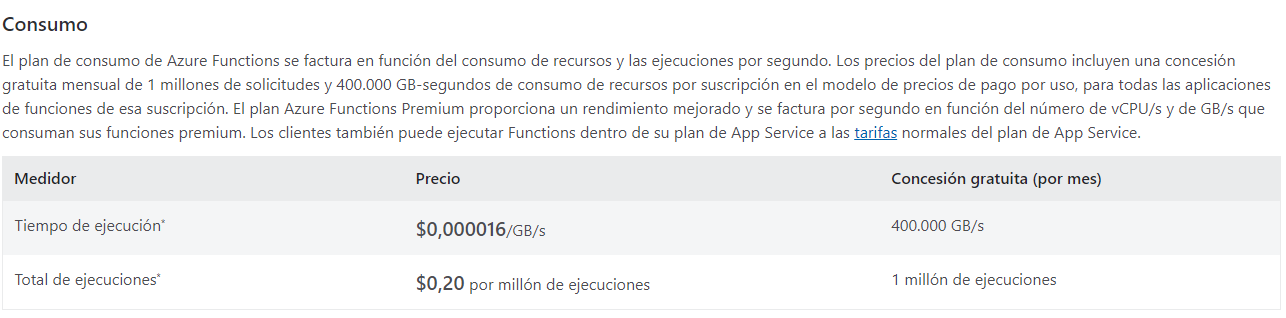 Consumo
El plan de consumo de Azure Functions se factura en función del consumo de recursos y las ejecuciones por segundo. Los precios del plan de consumo incluyen una concesión
gratuita mensual de 1 millones de solicitudes y 400.000 GB-segundos de consumo de recursos por suscripción en el modelo de precios de pago por uso, para todas las aplicaciones
de funciones de esa suscripción. El plan Azure Functions Premium proporciona un rendimiento mejorado y se factura por segundo en función del número de vCPU/s y de GB/s que
consuman sus funciones premium. Los clientes también puede ejecutar Functions dentro de su plan de App Service a las tarifas normales del plan de App Service.
Medidor Precio Concesión gratuita (por mes)
Tiempo de ejecución* $0,000016/GB/s 400.000 GB/s
Total de ejecuciones* $0,20 por millón de ejecuciones 1 millón de ejecuciones